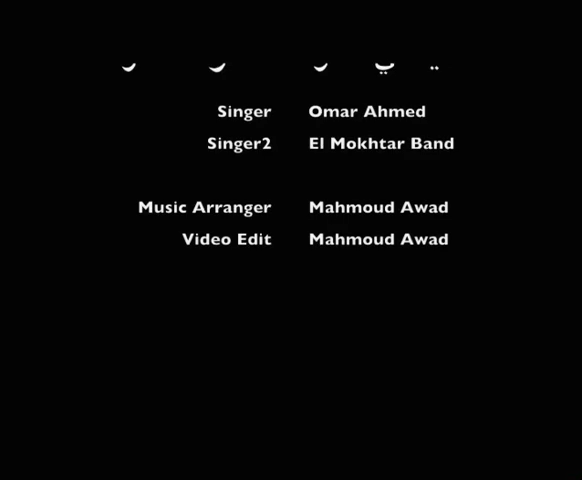 Singer Omar Ahmed
Singer2 El Mokhtar Band
Music Arranger Mahmoud Awad
Video Edit Mahmoud Awad